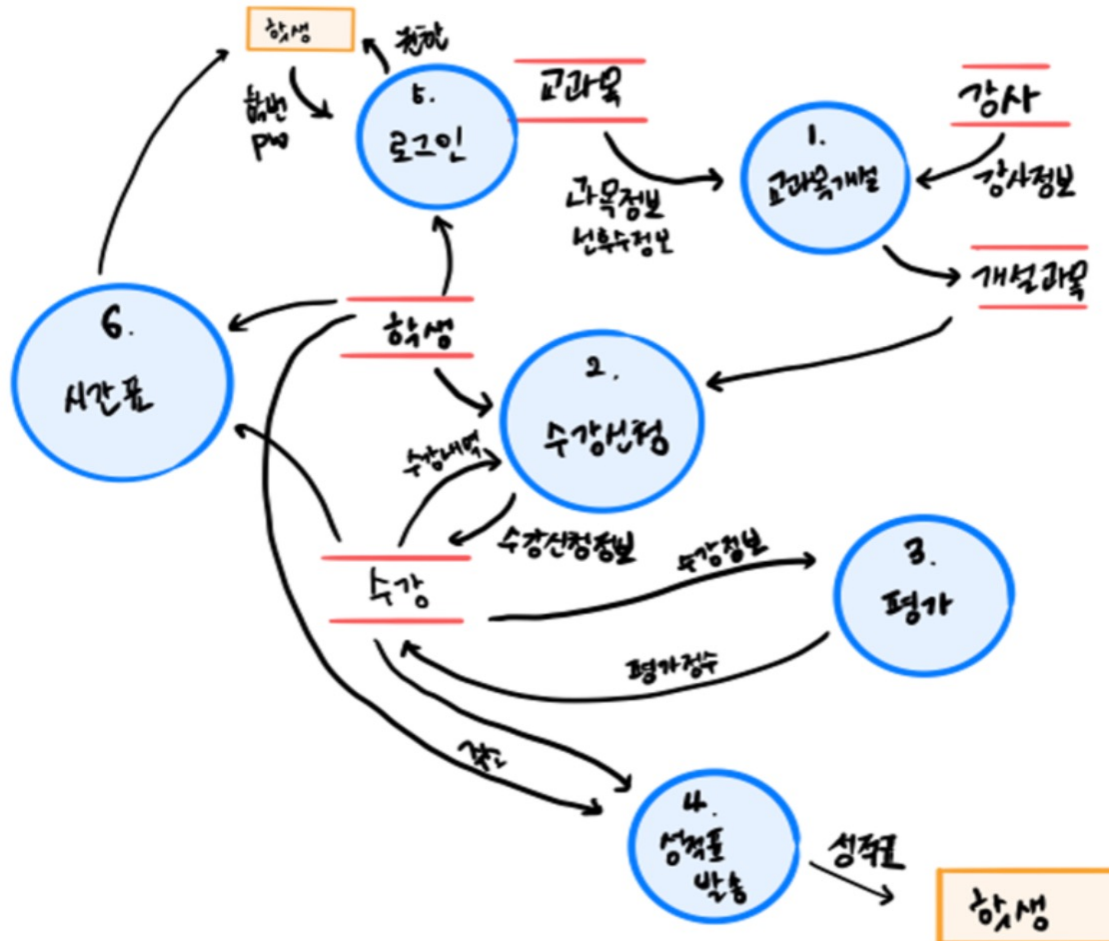 학생
권한
학번
PW
5.
로그인
교과목
과목정보
선후수정보
1.
교과목개설
강사
강사정보
개설과목
6.
시간표
학생
2.
수강신청
수강내역
수강신청정보
수강
수강정보
3.
평가
평가점수
4.
성적표
발송
성적표
학생